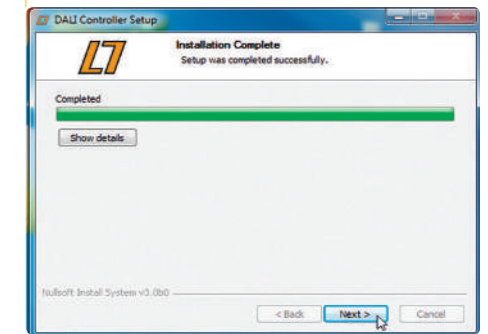 DALI Controller Setup
Installation Complete
Setup was completed successfully.
Completed
Show details
Nullsoft Install System v3.0b0
< Back
Next >
Cancel